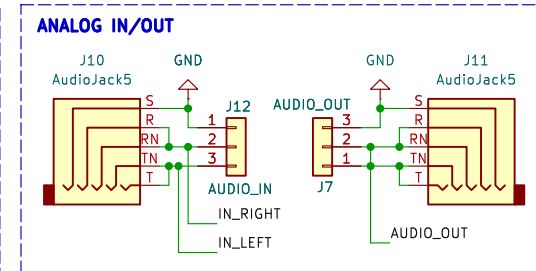 ANALOG IN/OUT
J10
AudioJack5
GND
GND
J11
AudioJack5
S
R
RN
TN
T
J12
1
2
3
AUDIO_IN
AUDIO_OUT
3
2
1
J7
S
R
RN
TN
T
IN_RIGHT
IN_LEFT
AUDIO_OUT